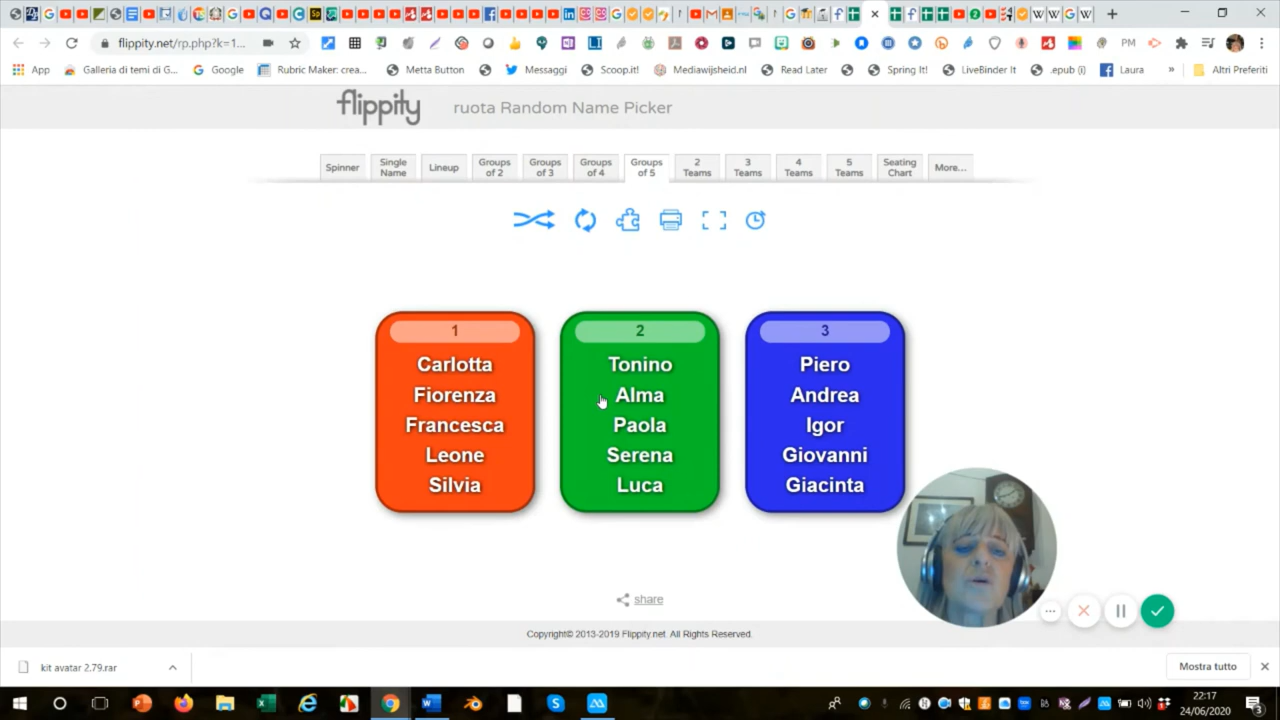 flippity.net/rp.php?k=1...
PM
App
Galleria di temi di G...
Google
Rubric Maker: crea...
Metta Button
Messaggi
Scoop.it!
Mediawijsheid.nl
Read Later
Spring It!
LiveBinder It
.epub (i)
Laura
»
Altri Preferiti
flippity
ruota Random Name Picker
Spinner
Single
Name
Lineup
Groups
of 2
Groups
of 3
Groups
of 4
Groups
of 5
2
Teams
3
Teams
4
Teams
5
Teams
Seating
Chart
More...
1
Carlotta
Fiorenza
Francesca
Leone
Silvia
2
Tonino
Alma
Paola
Serena
Luca
3
Piero
Andrea
Igor
Giovanni
Giacinta
share
Copyright© 2013-2019 Flippity.net. All Rights Reserved.
kit avatar 2.79.rar
Mostra tutto
22:17
24/06/2020